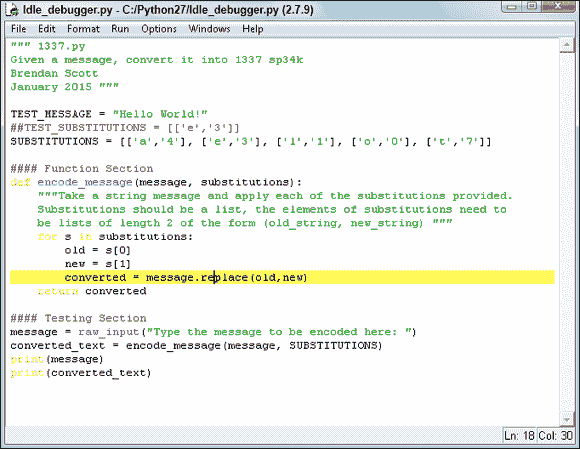 Idle_debugger.py - C:/Python27/Idle_debugger.py (2.7.9)
File Edit Format Run Options Windows Help
""" 1337.py
Given a message, convert it into 1337 sp34k
Brendan Scott
January 2015 """
TEST_MESSAGE = "Hello World!"
##TEST_SUBSTITUTIONS = [['e','3']]
SUBSTITUTIONS = [['a','4'], ['e','3'], ['l','1'], ['o','0'], ['t','7']]
#### Function Section
def encode_message(message, substitutions):
    """Take a string message and apply each of the substitutions provided.
    Substitutions should be a list, the elements of substitutions need to
    be lists of length 2 of the form (old_string, new_string) """
    for s in substitutions:
        old = s[0]
        new = s[1]
        converted = message.replace(old,new)
    return converted
#### Testing Section
message = raw_input("Type the message to be encoded here: ")
converted_text = encode_message(message, SUBSTITUTIONS)
print(message)
print(converted_text)
Ln: 18 Col: 30